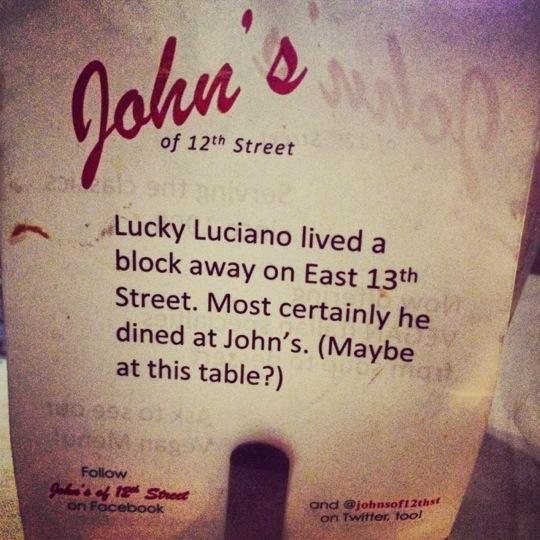 John's
of 12th Street
Lucky Luciano lived a
block away on East 13th
Street. Most certainly he
dined at John's. (Maybe
at this table?)
Follow
John's of 12th Street
on Facebook
and @johnsof12thst
on Twitter, too!